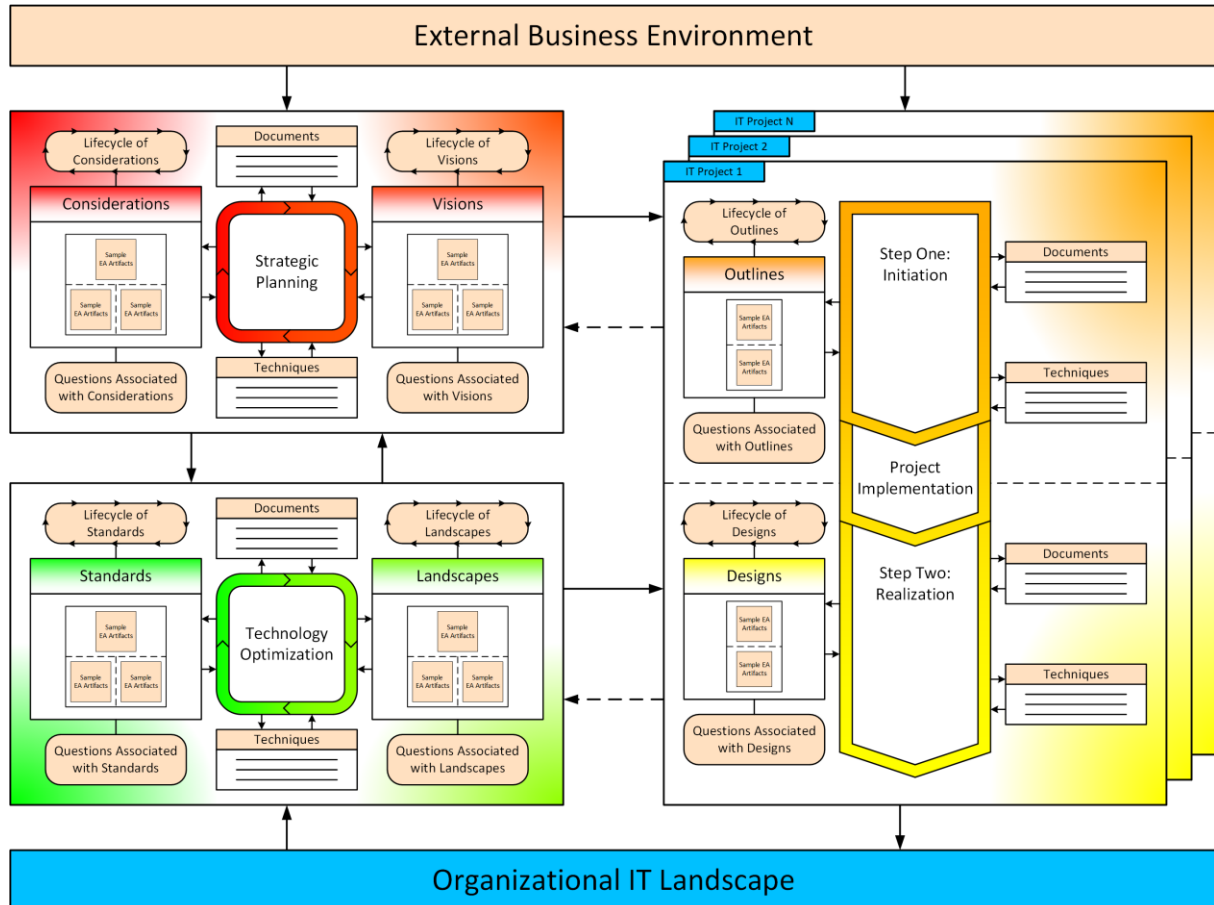 External Business Environment
Lifecycle of
Considerations
Documents
Lifecycle of
Visions
Considerations
Sample
EA Artifacts
Sample
EA Artifacts
Sample
EA Artifacts
Questions Associated
with Considerations
Strategic
Planning
Techniques
Visions
Sample
EA Artifacts
Sample
EA Artifacts
Sample
EA Artifacts
Questions Associated
with Visions
Lifecycle of
Standards
Documents
Lifecycle of
Landscapes
Standards
Sample
EA Artifacts
Sample
EA Artifacts
Sample
EA Artifacts
Questions Associated
with Standards
Technology
Optimization
Techniques
Landscapes
Sample
EA Artifacts
Sample
EA Artifacts
Sample
EA Artifacts
Questions Associated
with Landscapes
IT Project N
IT Project 2
IT Project 1
Lifecycle of
Outlines
Outlines
Sample EA
Artifacts
Sample EA
Artifacts
Questions Associated
with Outlines
Step One:
Initiation
Documents
Techniques
Project
Implementation
Lifecycle of
Designs
Designs
Sample EA
Artifacts
Sample EA
Artifacts
Questions Associated
with Designs
Step Two:
Realization
Documents
Techniques
Organizational IT Landscape